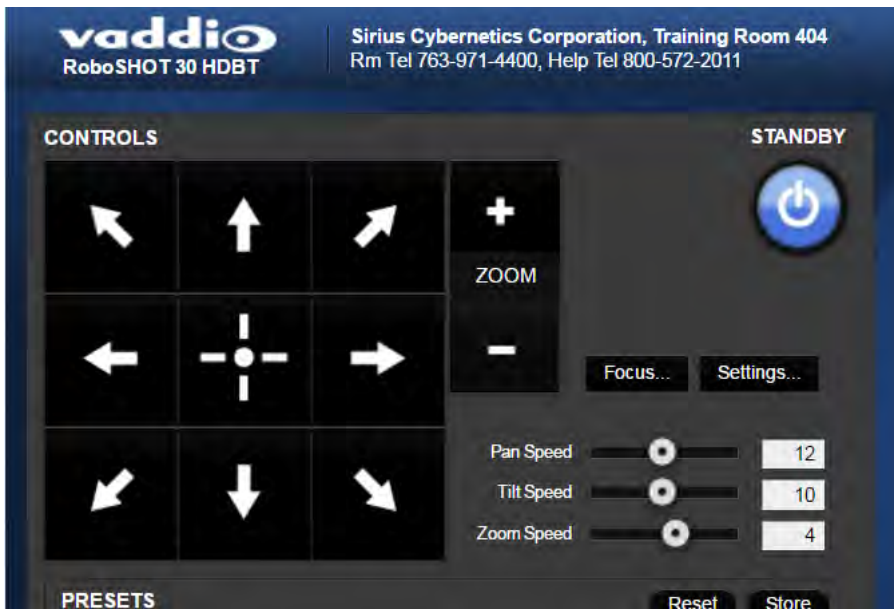 vaddio
RoboSHOT 30 HDBT
Sirius Cybernetics Corporation, Training Room 404
Rm Tel 763-971-4400, Help Tel 800-572-2011
CONTROLS
STANDBY
ZOOM
Focus...
Settings...
Pan Speed 12
Tilt Speed 10
Zoom Speed 4
PRESETS
Reset
Store